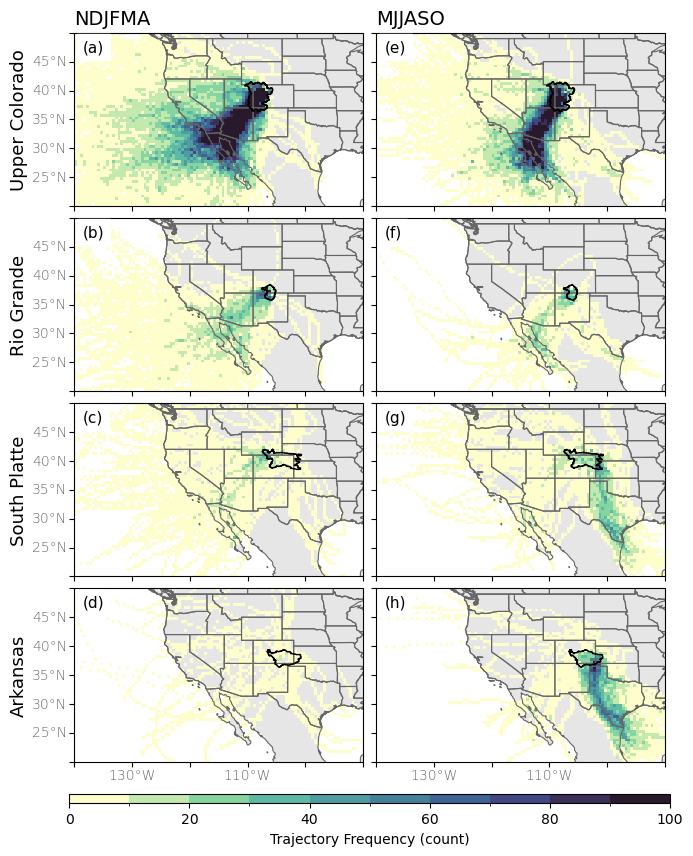 NDJFMA
MJJASO
Upper Colorado
45°N
40°N
35°N
30°N
25°N
(a)
(e)
Rio Grande
45°N
40°N
35°N
30°N
25°N
(b)
(f)
South Platte
45°N
40°N
35°N
30°N
25°N
(c)
(g)
Arkansas
45°N
40°N
35°N
30°N
25°N
(d)
(h)
130°W 110°W 130°W 110°W
0 20 40 60 80 100
Trajectory Frequency (count)